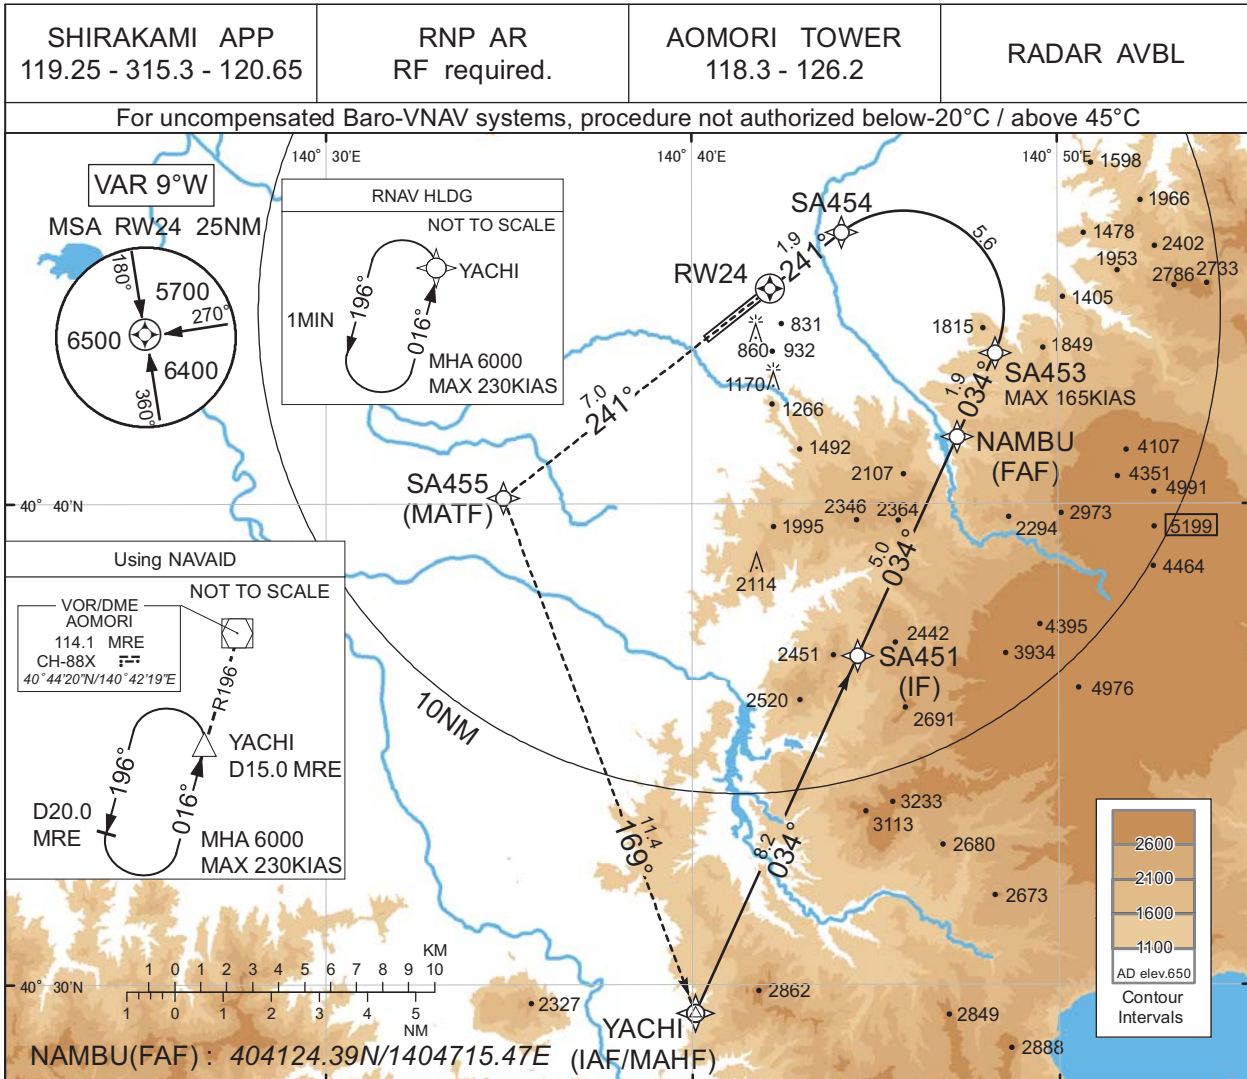 SHIRAKAMI APP
119.25 - 315.3 - 120.65
RNP AR
RF required.
AOMORI TOWER
118.3 - 126.2
RADAR AVBL
For uncompensated Baro-VNAV systems, procedure not authorized below-20°C / above 45°C
140° 30'E
140° 40'E
140° 50'E
VAR 9°W
MSA RW24 25NM
180°
5700
270°
6500
6400
360°
RNAV HLDG
NOT TO SCALE
YACHI
196°
016°
1MIN
MHA 6000
MAX 230KIAS
SA454
1.9
241°
5.6
RW24
1598
1966
1478
2402
1953
2786
2733
1405
1815
1849
831
860
932
1170
1266
SA453
MAX 165KIAS
1.9
034°
7.0
241°
1492
NAMBU
(FAF)
2107
4107
4351
4991
SA455
(MATF)
40° 40'N
2346
2364
1995
2973
2294
5199
5.0
034°
2114
4464
Using NAVAID
NOT TO SCALE
VOR/DME
AOMORI
114.1 MRE
CH-88X
40°44'20"N/140°42'19"E
R196
YACHI
D15.0 MRE
196°
016°
D20.0
MRE
MHA 6000
MAX 230KIAS
4395
2442
2451
SA451
(IF)
3934
4976
2520
2691
10NM
3233
3113
2680
11.4
169°
8.2
034°
2673
2600
2100
1600
1100
AD elev.650
Contour
Intervals
KM
1 0 1 2 3 4 5 6 7 8 9 10
40° 30'N
1 0 1 2 3 4 5
NM
2327
2862
2849
2888
YACHI
(IAF/MAHF)
NAMBU(FAF) : 404124.39N/1404715.47E